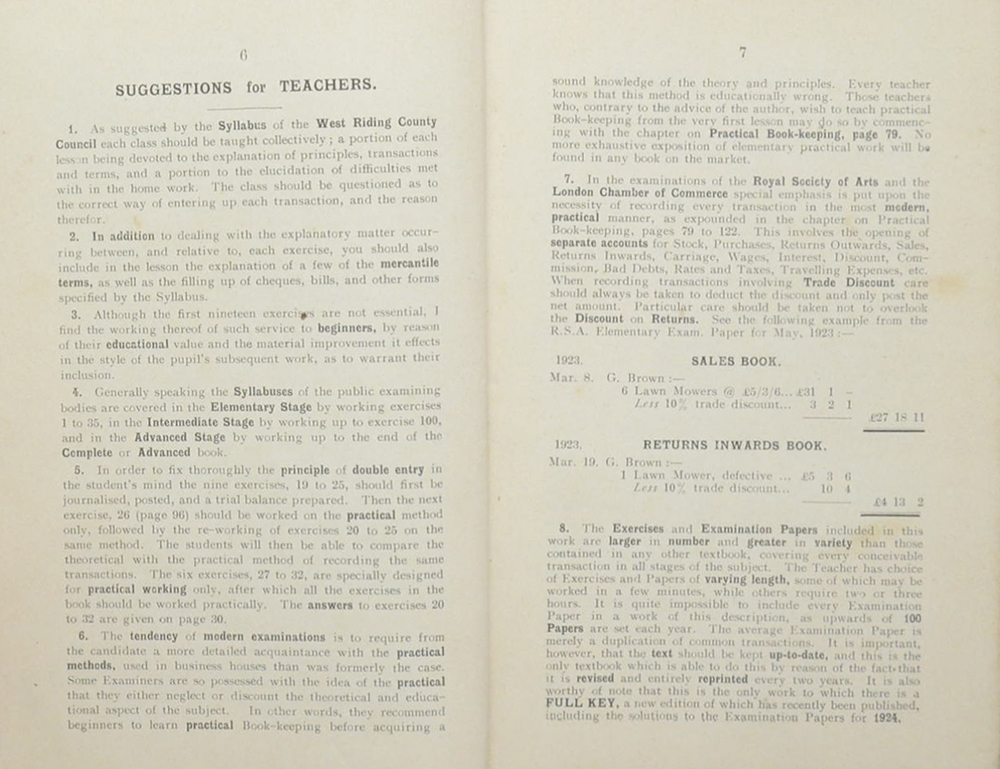 6
SUGGESTIONS for TEACHERS.
1. As suggested by the Syllabus of the West Riding County
Council each class should be taught collectively; a portion of each
lesson being devoted to the explanation of principles, transactions
and terms, and a portion to the elucidation of difficulties met
with in the home work. The class should be questioned as to
the correct way of entering up each transaction, and the reason
therefor.
2. In addition to dealing with the explanatory matter occur-
ring between, and relative to, each exercise, you should also
include in the lesson the explanation of a few of the mercantile
terms, as well as the filling up of cheques, bills, and other forms
specified by the Syllabus.
3. Although the first nineteen exercises are not essential, I
find the working thereof of such service to beginners, by reason
of their educational value and the material improvement it effects
in the style of the pupil's subsequent work, as to warrant their
inclusion.
4. Generally speaking the Syllabuses of the public examining
bodies are covered in the Elementary Stage by working exercises
1 to 35, in the Intermediate Stage by working up to exercise 100,
and in the Advanced Stage by working up to the end of the
Complete or Advanced book.
5. In order to fix thoroughly the principle of double entry in
the student's mind the nine exercises, 19 to 25, should first be
journalised, posted, and a trial balance prepared. Then the next
exercise, 26 (page 96) should be worked on the practical method
only, followed by the re-working of exercises 20 to 25 on the
same method. The students will then be able to compare the
theoretical with the practical method of recording the same
transactions. The six exercises, 27 to 32, are specially designed
for practical working only, after which all the exercises in the
book should be worked practically. The answers to exercises 20
to 32 are given on page 30.
6. The tendency of modern examinations is to require from
the candidate a more detailed acquaintance with the practical
methods, used in business houses than was formerly the case.
Some Examiners are so possessed with the idea of the practical
that they either neglect or discount the theoretical and educa-
tional aspect of the subject. In other words, they recommend
beginners to learn practical Book-keeping before acquiring a
7
sound knowledge of the theory and principles. Every teacher
knows that this method is educationally wrong. Those teachers
who, contrary to the advice of the author, wish to teach practical
Book-keeping from the very first lesson may do so by commenc-
ing with the chapter on Practical Book-keeping, page 79. No
more exhaustive exposition of elementary practical work will be
found in any book on the market.
7. In the examinations of the Royal Society of Arts and the
London Chamber of Commerce special emphasis is put upon the
necessity of recording every transaction in the most modern,
practical manner, as expounded in the chapter on Practical
Book-keeping, pages 79 to 122. This involves the opening of
separate accounts for Stock, Purchases, Returns Outwards, Sales,
Returns Inwards, Carriage, Wages, Interest, Discount, Com-
mission, Bad Debts, Rates and Taxes, Travelling Expenses, etc.
When recording transactions involving Trade Discount care
should always be taken to deduct the discount and only post the
net amount. Particular care should be taken not to overlook
the Discount on Returns. See the following example from the
R.S.A. Elementary Exam. Paper for May, 1923:—
1923. SALES BOOK.
Mar. 8. G. Brown:—
6 Lawn Mowers @ £5/3/6... £31 1 -
Less 10% trade discount... 3 2 1
£27 18 11
1923. RETURNS INWARDS BOOK.
Mar. 19. G. Brown:—
1 Lawn Mower, defective ... £5 3 6
Less 10% trade discount... 10 4
£4 13 2
8. The Exercises and Examination Papers included in this
work are larger in number and greater in variety than those
contained in any other textbook, covering every conceivable
transaction in all stages of the subject. The Teacher has choice
of Exercises and Papers of varying length, some of which may be
worked in a few minutes, while others require two or three
hours. It is quite impossible to include every Examination
Paper in a work of this description, as upwards of 100
Papers are set each year. The average Examination Paper is
merely a duplication of common transactions. It is important,
however, that the text should be kept up-to-date, and this is the
only textbook which is able to do this by reason of the fact that
it is revised and entirely reprinted every two years. It is also
worthy of note that this is the only work to which there is a
FULL KEY, a new edition of which has recently been published,
including the solutions to the Examination Papers for 1924.